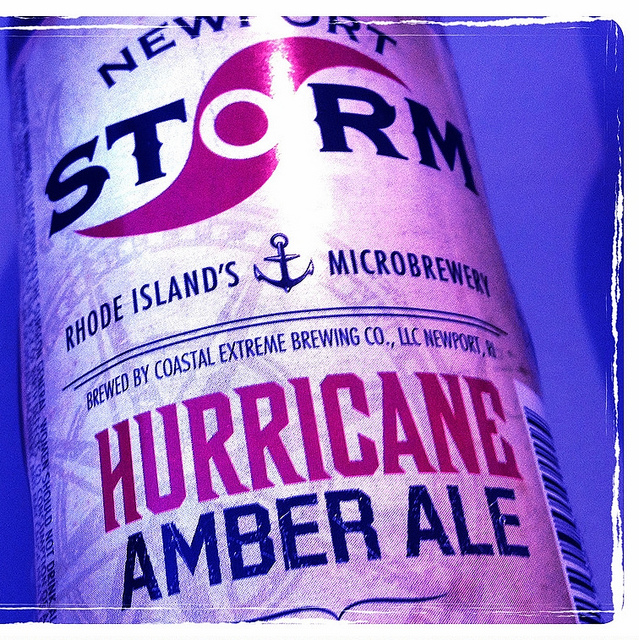 NEWPORT
STORM
RHODE ISLAND'S MICROBREWERY
BREWED BY COASTAL EXTREME BREWING CO., LLC NEWPORT, RI
HURRICANE
AMBER ALE